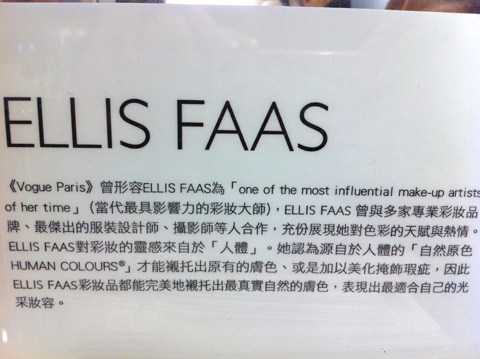 ELLIS FAAS
《Vogue Paris》曾形容ELLIS FAAS為「one of the most influential make-up artists
of her time」（當代最具影響力的彩妝大師），ELLIS FAAS 曾與多家專業彩妝品
牌、最傑出的服裝設計師、攝影師等人合作，充份展現她對色彩的天賦與熱情。
ELLIS FAAS對彩妝的靈感來自於「人體」。她認為源自於人體的「自然原色
HUMAN COLOURS®」才能襯托出原有的膚色、或是加以美化掩飾瑕疵，因此
ELLIS FAAS彩妝品都能完美地襯托出最真實自然的膚色，表現出最適合自己的光
采妝容。